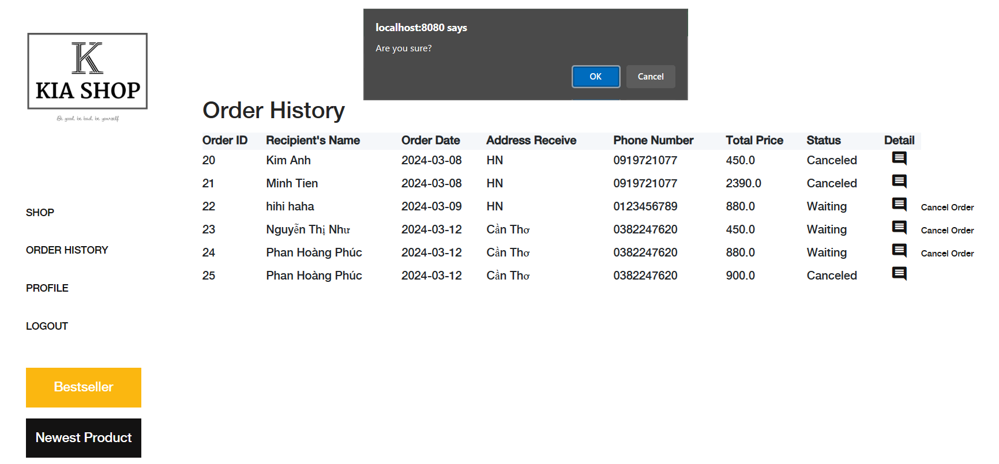 localhost:8080 says
Are you sure?
OK Cancel
K
KIA SHOP
Be good, be bad, be yourself
SHOP
ORDER HISTORY
PROFILE
LOGOUT
Bestseller
Newest Product
Order History
Order ID Recipient's Name Order Date Address Receive Phone Number Total Price Status Detail
20 Kim Anh 2024-03-08 HN 0919721077 450.0 Canceled
21 Minh Tien 2024-03-08 HN 0919721077 2390.0 Canceled
22 hihi haha 2024-03-09 HN 0123456789 880.0 Waiting Cancel Order
23 Nguyễn Thị Như 2024-03-12 Cần Thơ 0382247620 450.0 Waiting Cancel Order
24 Phan Hoàng Phúc 2024-03-12 Cần Thơ 0382247620 880.0 Waiting Cancel Order
25 Phan Hoàng Phúc 2024-03-12 Cần Thơ 0382247620 900.0 Canceled